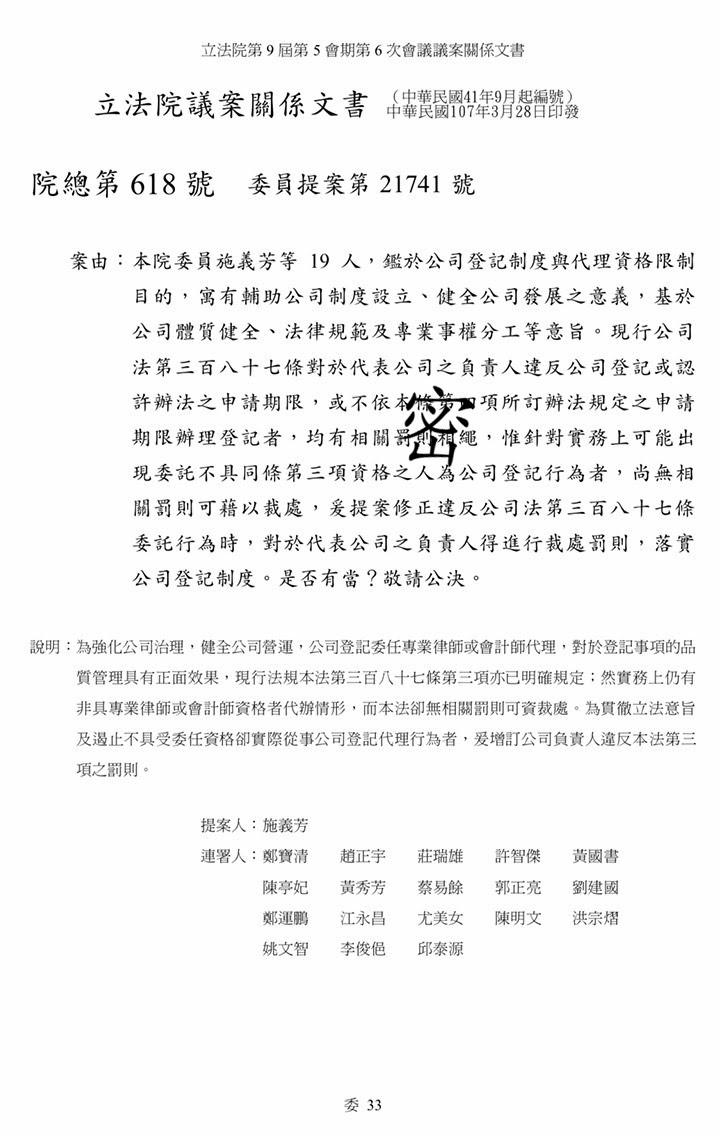 立法院第 9 屆第 5 會期第 6 次會議議案關係文書
立法院議案關係文書 （中華民國41年9月起編號）
中華民國107年3月28日印發
院總第 618 號 委員提案第 21741 號
案由：本院委員施義芳等 19 人，鑑於公司登記制度與代理資格限制
目的，寓有輔助公司制度設立、健全公司發展之意義，基於
公司體質健全、法律規範及專業事權分工等意旨。現行公司
法第三百八十七條對於代表公司之負責人違反公司登記或認
許辦法之申請期限，或不依本條第四項所訂辦法規定之申請
期限辦理登記者，均有相關罰則相繩，惟針對實務上可能出
現委託不具同條第三項資格之人為公司登記行為者，尚無相
關罰則可藉以裁處，爰提案修正違反公司法第三百八十七條
委託行為時，對於代表公司之負責人得進行裁處罰則，落實
公司登記制度。是否有當？敬請公決。
密
說明：為強化公司治理，健全公司營運，公司登記委任專業律師或會計師代理，對於登記事項的品
質管理具有正面效果，現行法規本法第三百八十七條第三項亦已明確規定；然實務上仍有
非具專業律師或會計師資格者代辦情形，而本法卻無相關罰則可資裁處。為貫徹立法意旨
及遏止不具受委任資格卻實際從事公司登記代理行為者，爰增訂公司負責人違反本法第三
項之罰則。
提案人：施義芳
連署人：鄭寶清 趙正宇 莊瑞雄 許智傑 黃國書
陳亭妃 黃秀芳 蔡易餘 郭正亮 劉建國
鄭運鵬 江永昌 尤美女 陳明文 洪宗熠
姚文智 李俊俋 邱泰源
委 33